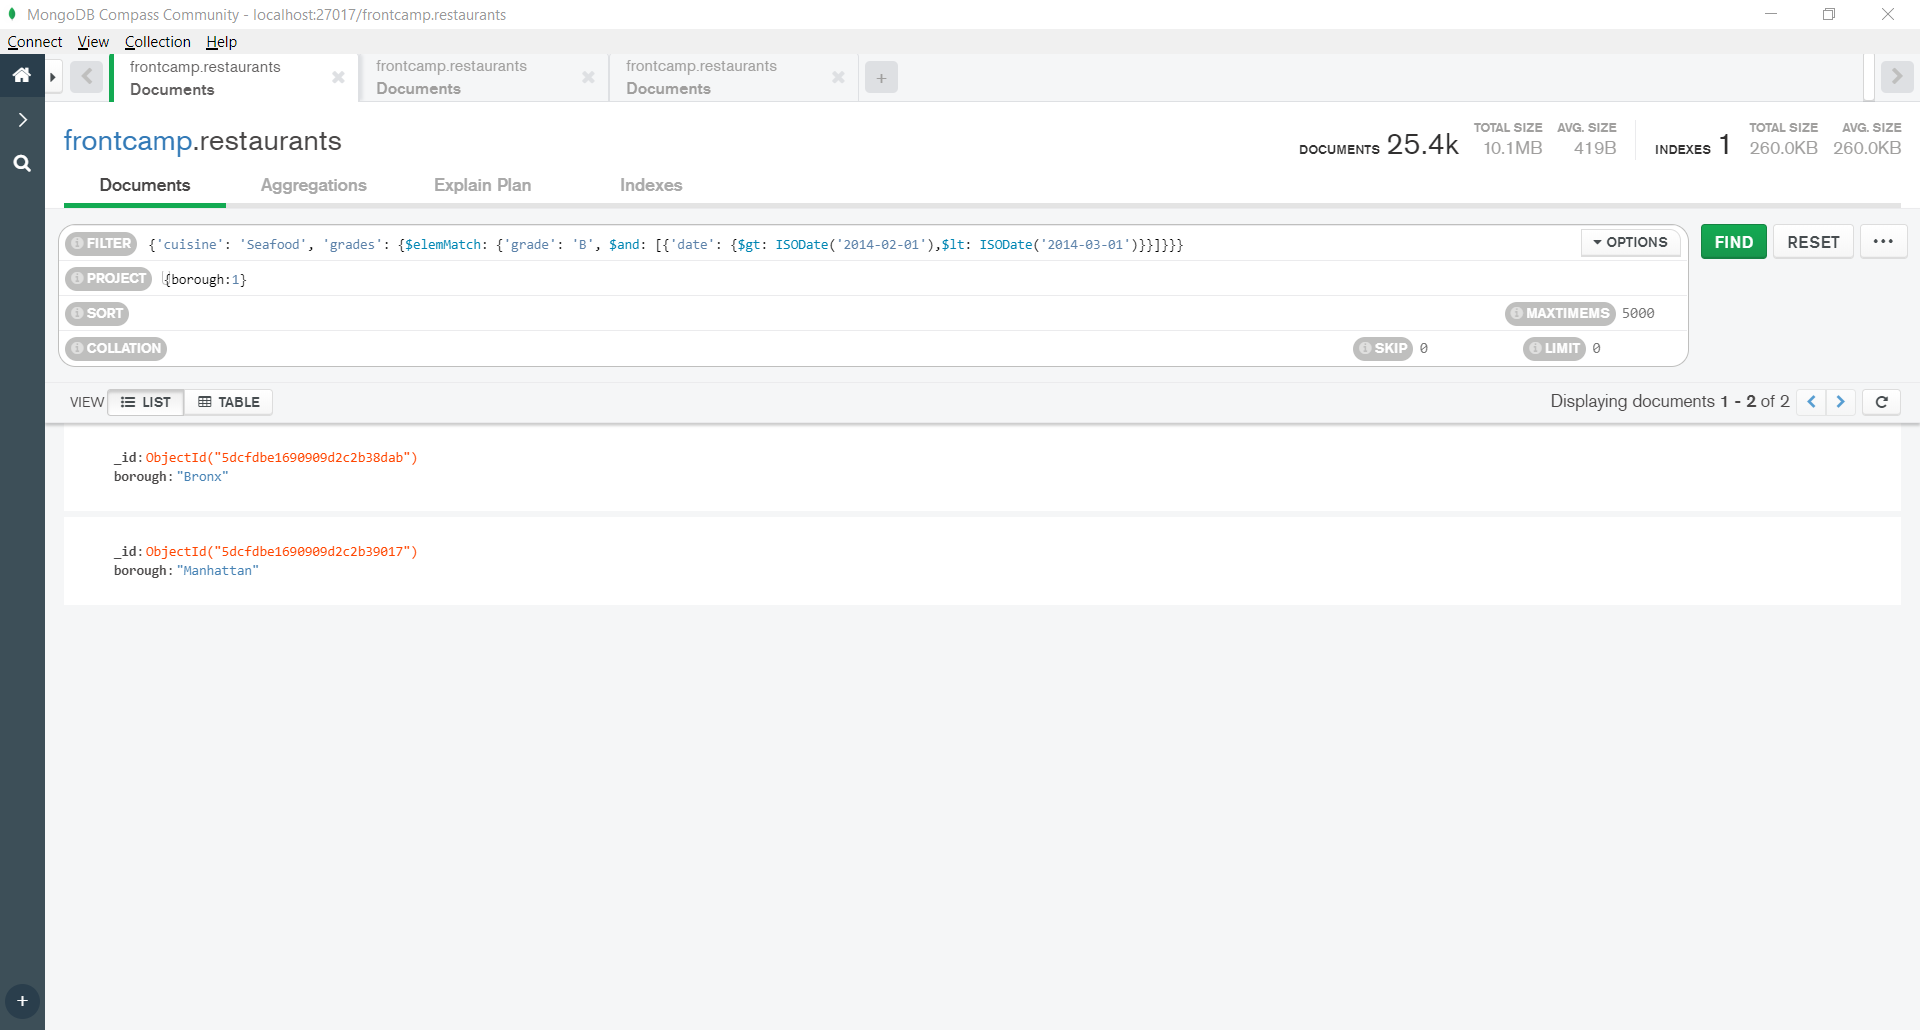 MongoDB Compass Community - localhost:27017/frontcamp.restaurants
Connect View Collection Help
frontcamp.restaurants
Documents
frontcamp.restaurants
Documents
frontcamp.restaurants
Documents
frontcamp.restaurants
DOCUMENTS 25.4k TOTAL SIZE 10.1MB AVG. SIZE 419B INDEXES 1 TOTAL SIZE 260.0KB AVG. SIZE 260.0KB
Documents Aggregations Explain Plan Indexes
FILTER {'cuisine': 'Seafood', 'grades': {$elemMatch: {'grade': 'B', $and: [{'date': {$gt: ISODate('2014-02-01'),$lt: ISODate('2014-03-01')}}]}}} OPTIONS FIND RESET ...
PROJECT {borough:1}
SORT MAXTIMEMS 5000
COLLATION SKIP 0 LIMIT 0
VIEW LIST TABLE Displaying documents 1 - 2 of 2
_id:ObjectId("5dcfdbe1690909d2c2b38dab")
borough:"Bronx"
_id:ObjectId("5dcfdbe1690909d2c2b39017")
borough:"Manhattan"